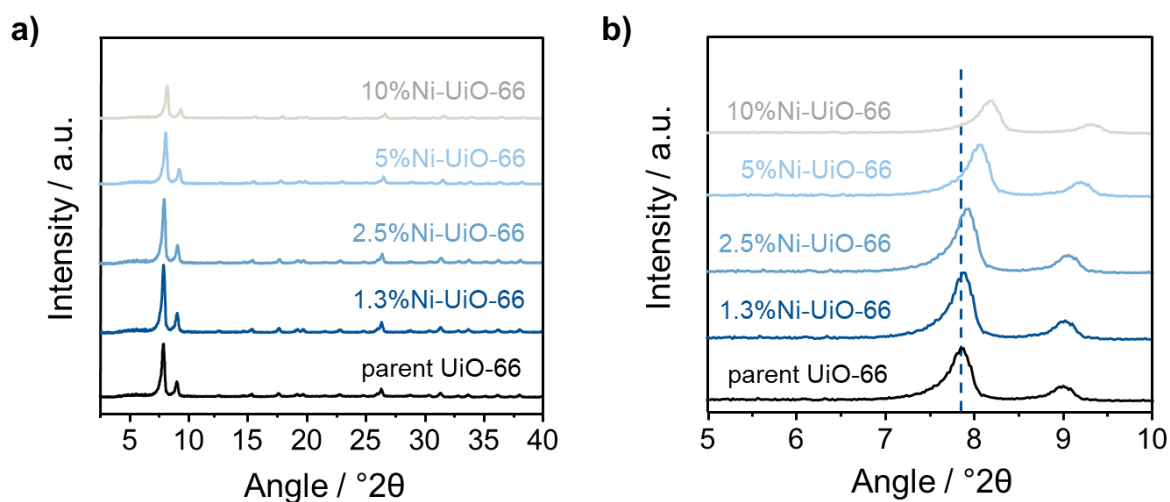 a)
10%Ni-UiO-66
5%Ni-UiO-66
2.5%Ni-UiO-66
1.3%Ni-UiO-66
parent UiO-66
Intensity / a.u.
5 10 15 20 25 30 35 40
Angle / °2θ
b)
10%Ni-UiO-66
5%Ni-UiO-66
2.5%Ni-UiO-66
1.3%Ni-UiO-66
parent UiO-66
Intensity / a.u.
5 6 7 8 9 10
Angle / °2θ